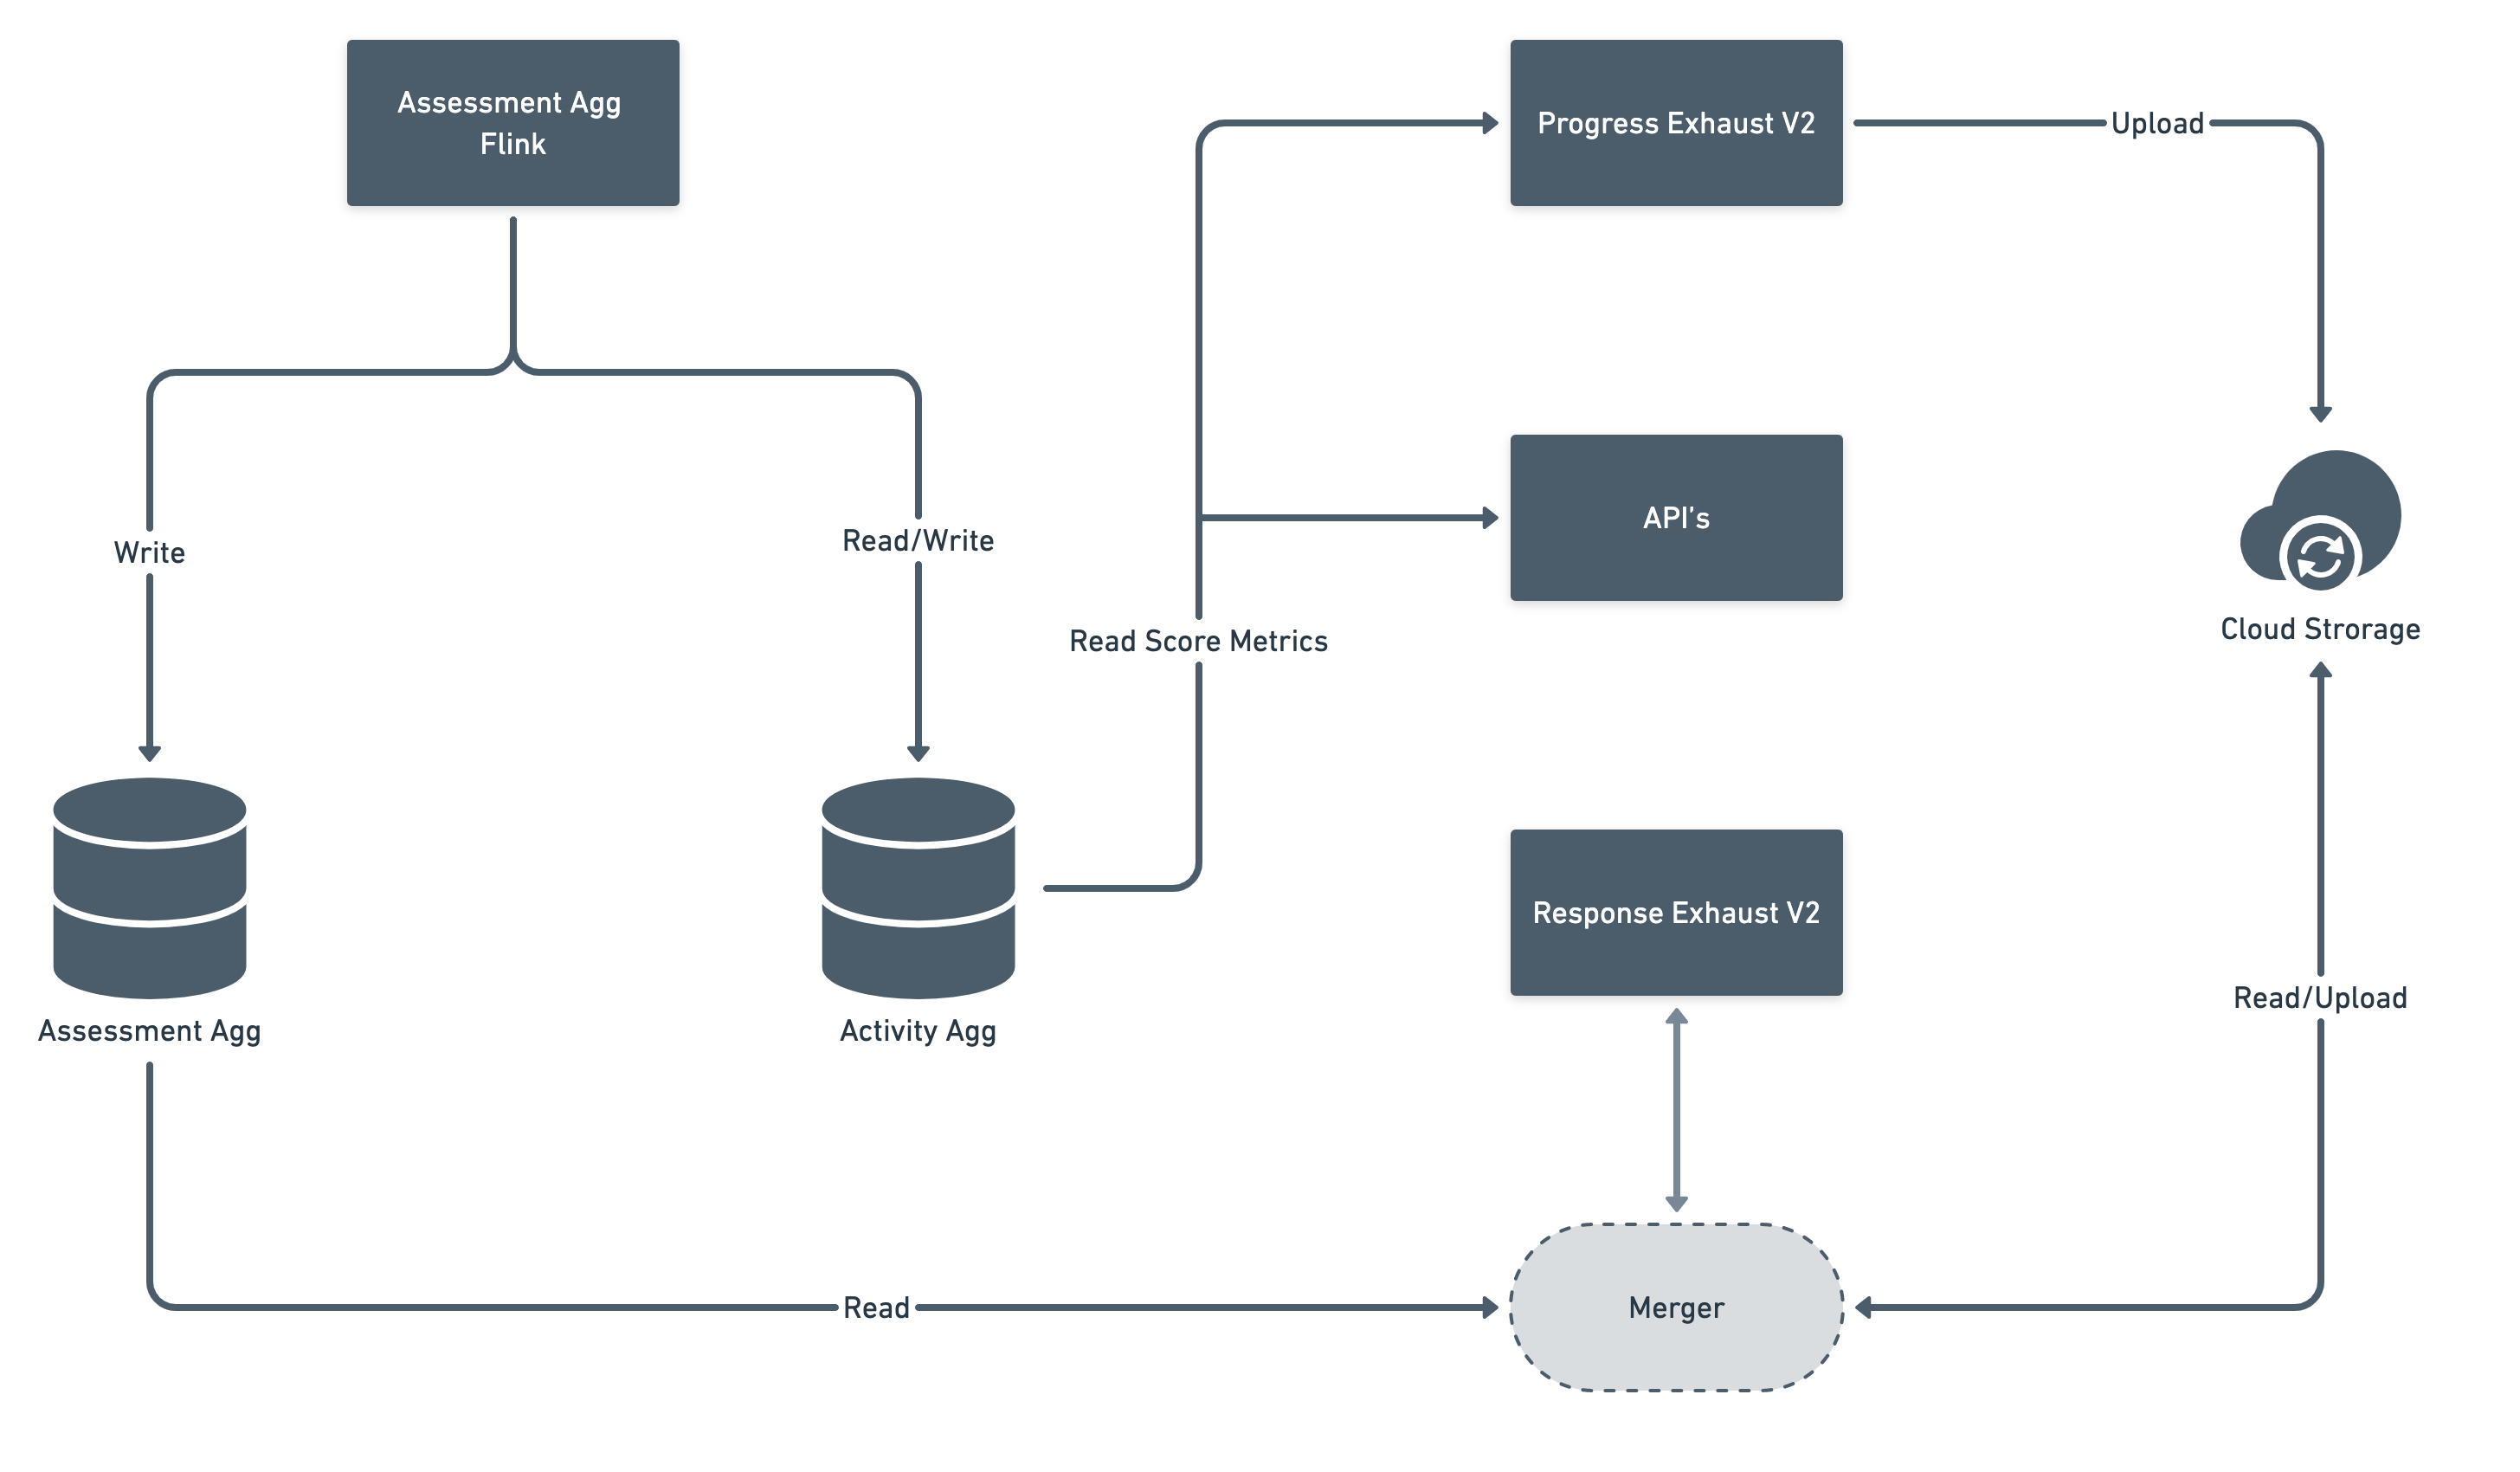 Assessment Agg
Flink
Progress Exhaust V2
Upload
API's
Write
Read/Write
Read Score Metrics
Cloud Strorage
Response Exhaust V2
Read/Upload
Assessment Agg
Activity Agg
Read
Merger